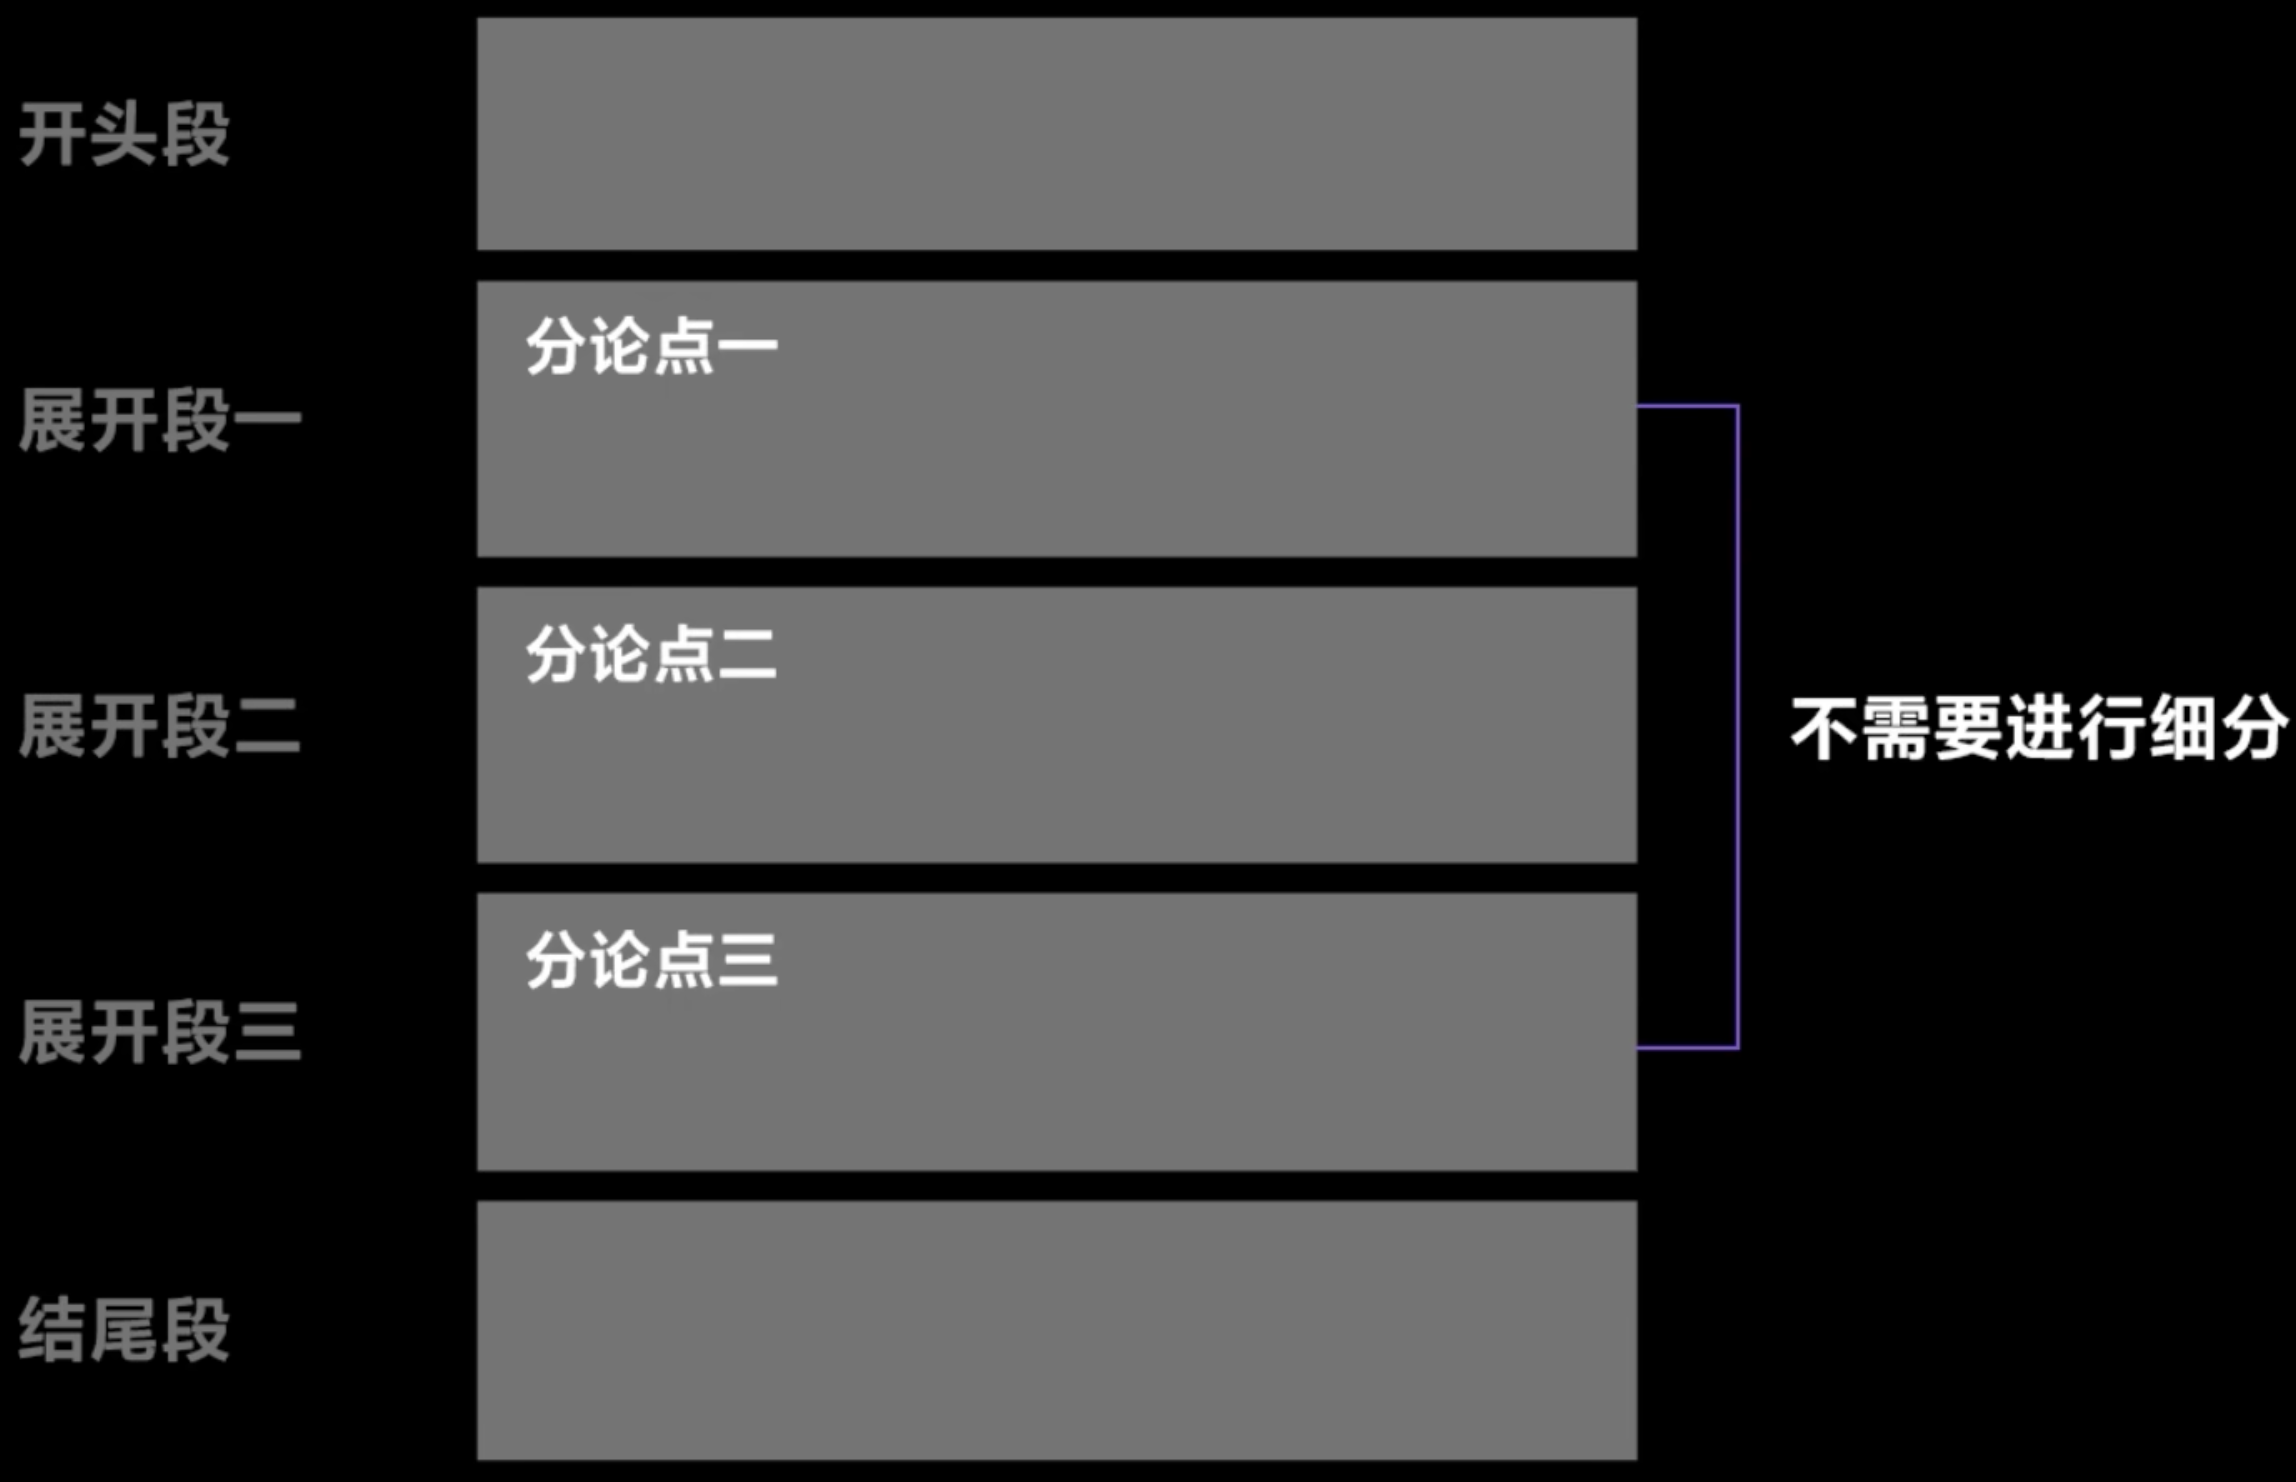 开头段
分论点一
展开段一
分论点二
展开段二
不需要进行细分
分论点三
展开段三
结尾段